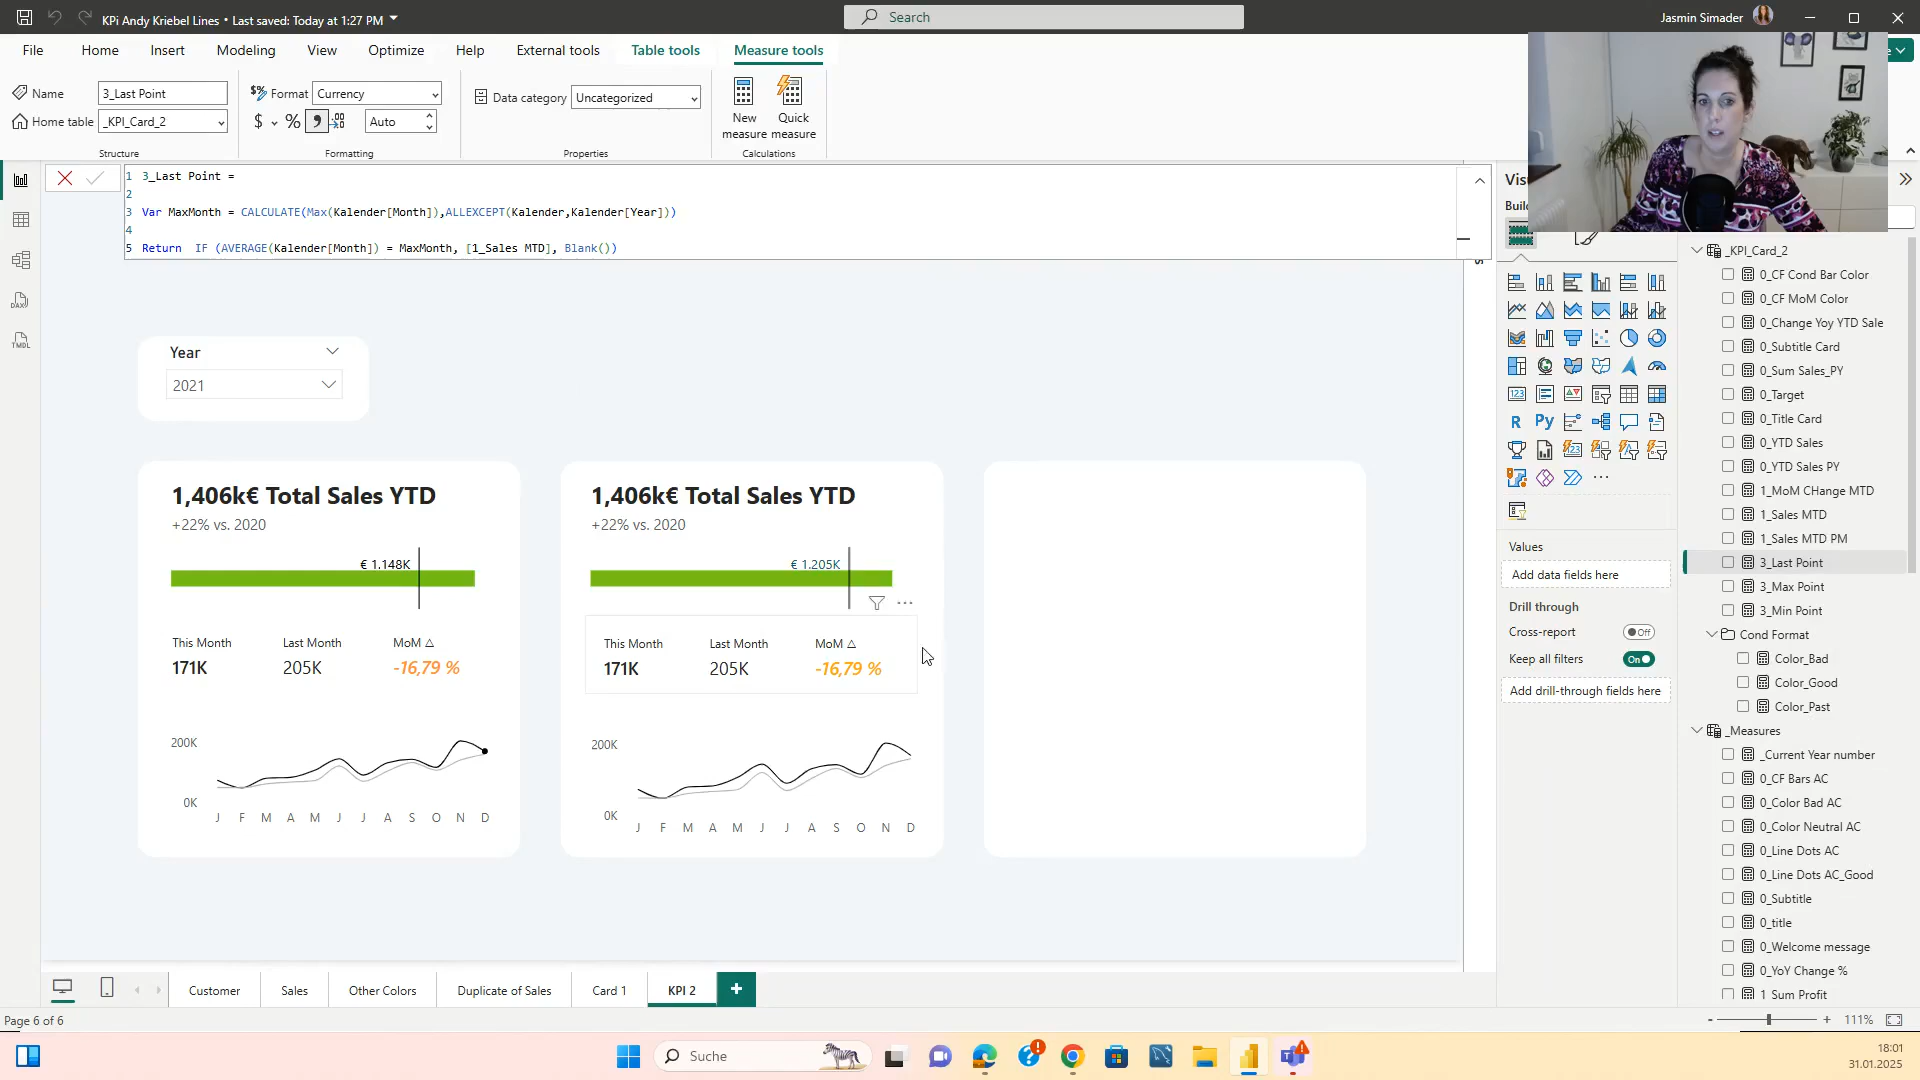 KPi Andy Kriebel Lines • Last saved: Today at 1:27 PM
Search
Jasmin Simader
File
Home
Insert
Modeling
View
Optimize
Help
External tools
Table tools
Measure tools
Name
3_Last Point
Home table
_KPI_Card_2
Structure
Format
Currency
$
%
Auto
Formatting
Data category
Uncategorized
Properties
New measure
Quick measure
Calculations
1 3_Last Point =
2
3 Var MaxMonth = CALCULATE(Max(Kalender[Month]),ALLEXCEPT(Kalender,Kalender[Year]))
4
5 Return IF (AVERAGE(Kalender[Month]) = MaxMonth, [1_Sales MTD], Blank())
DAX
TMDL
Year
2021
1,406k€ Total Sales YTD
+22% vs. 2020
€ 1.148K
This Month
Last Month
MoM △
171K
205K
-16,79 %
200K
0K
J F M A M J J A S O N D
1,406k€ Total Sales YTD
+22% vs. 2020
€ 1.205K
This Month
Last Month
MoM △
171K
205K
-16,79 %
200K
0K
J F M A M J J A S O N D
123
R
Py
Values
Add data fields here
Drill through
Cross-report
Off
Keep all filters
On
Add drill-through fields here
_KPI_Card_2
0_CF Cond Bar Color
0_CF MoM Color
0_Change Yoy YTD Sale
0_Subtitle Card
0_Sum Sales_PY
0_Target
0_Title Card
0_YTD Sales
0_YTD Sales PY
1_MoM CHange MTD
1_Sales MTD
1_Sales MTD PM
3_Last Point
3_Max Point
3_Min Point
Cond Format
Color_Bad
Color_Good
Color_Past
_Measures
_Current Year number
0_CF Bars AC
0_Color Bad AC
0_Color Neutral AC
0_Line Dots AC
0_Line Dots AC_Good
0_Subtitle
0_title
0_Welcome message
0_YoY Change %
1 Sum Profit
Customer
Sales
Other Colors
Duplicate of Sales
Card 1
KPI 2
+
Page 6 of 6
- + 111%
Suche
18:01
31.01.2025